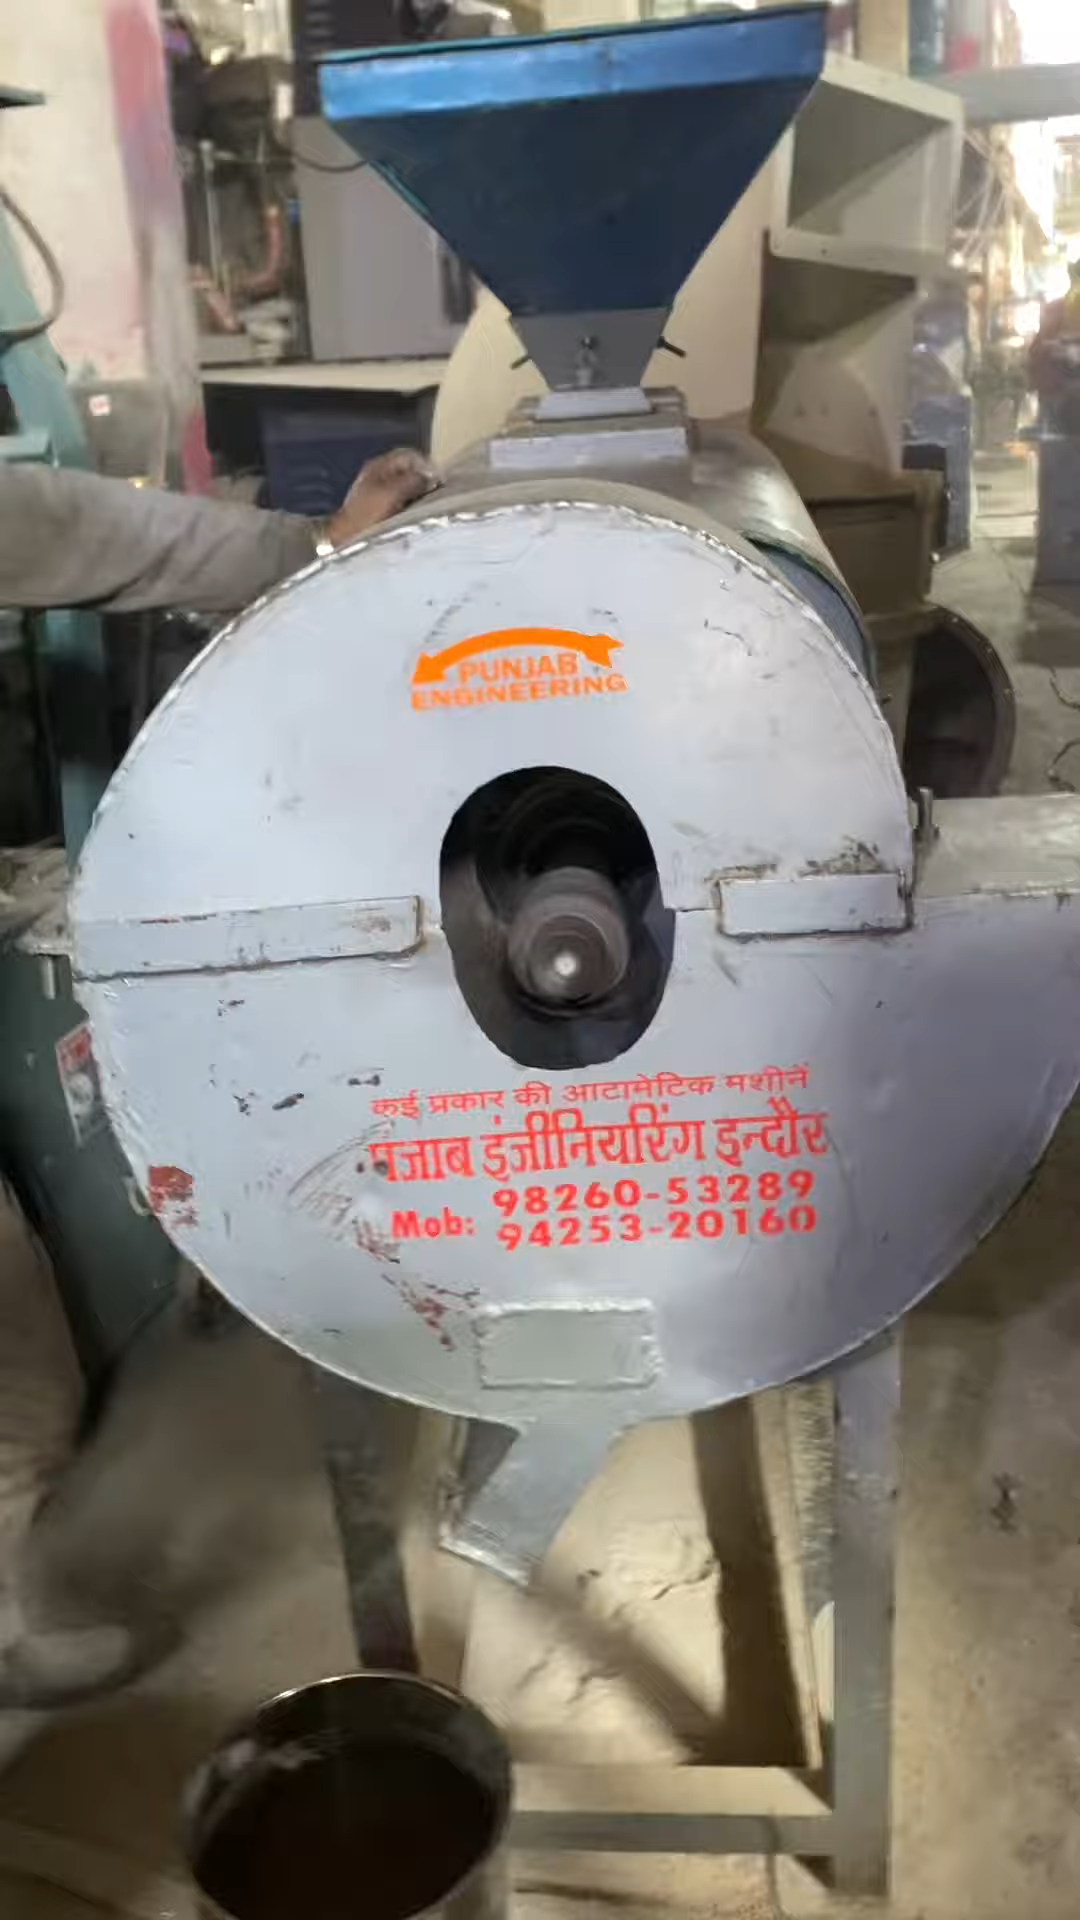 PUNJAB
ENGINEERING
कई प्रकार की आटामेटिक मशीनें
पंजाब इंजीनियरिंग इन्दौर
98260-53289
Mob:
94253-20160